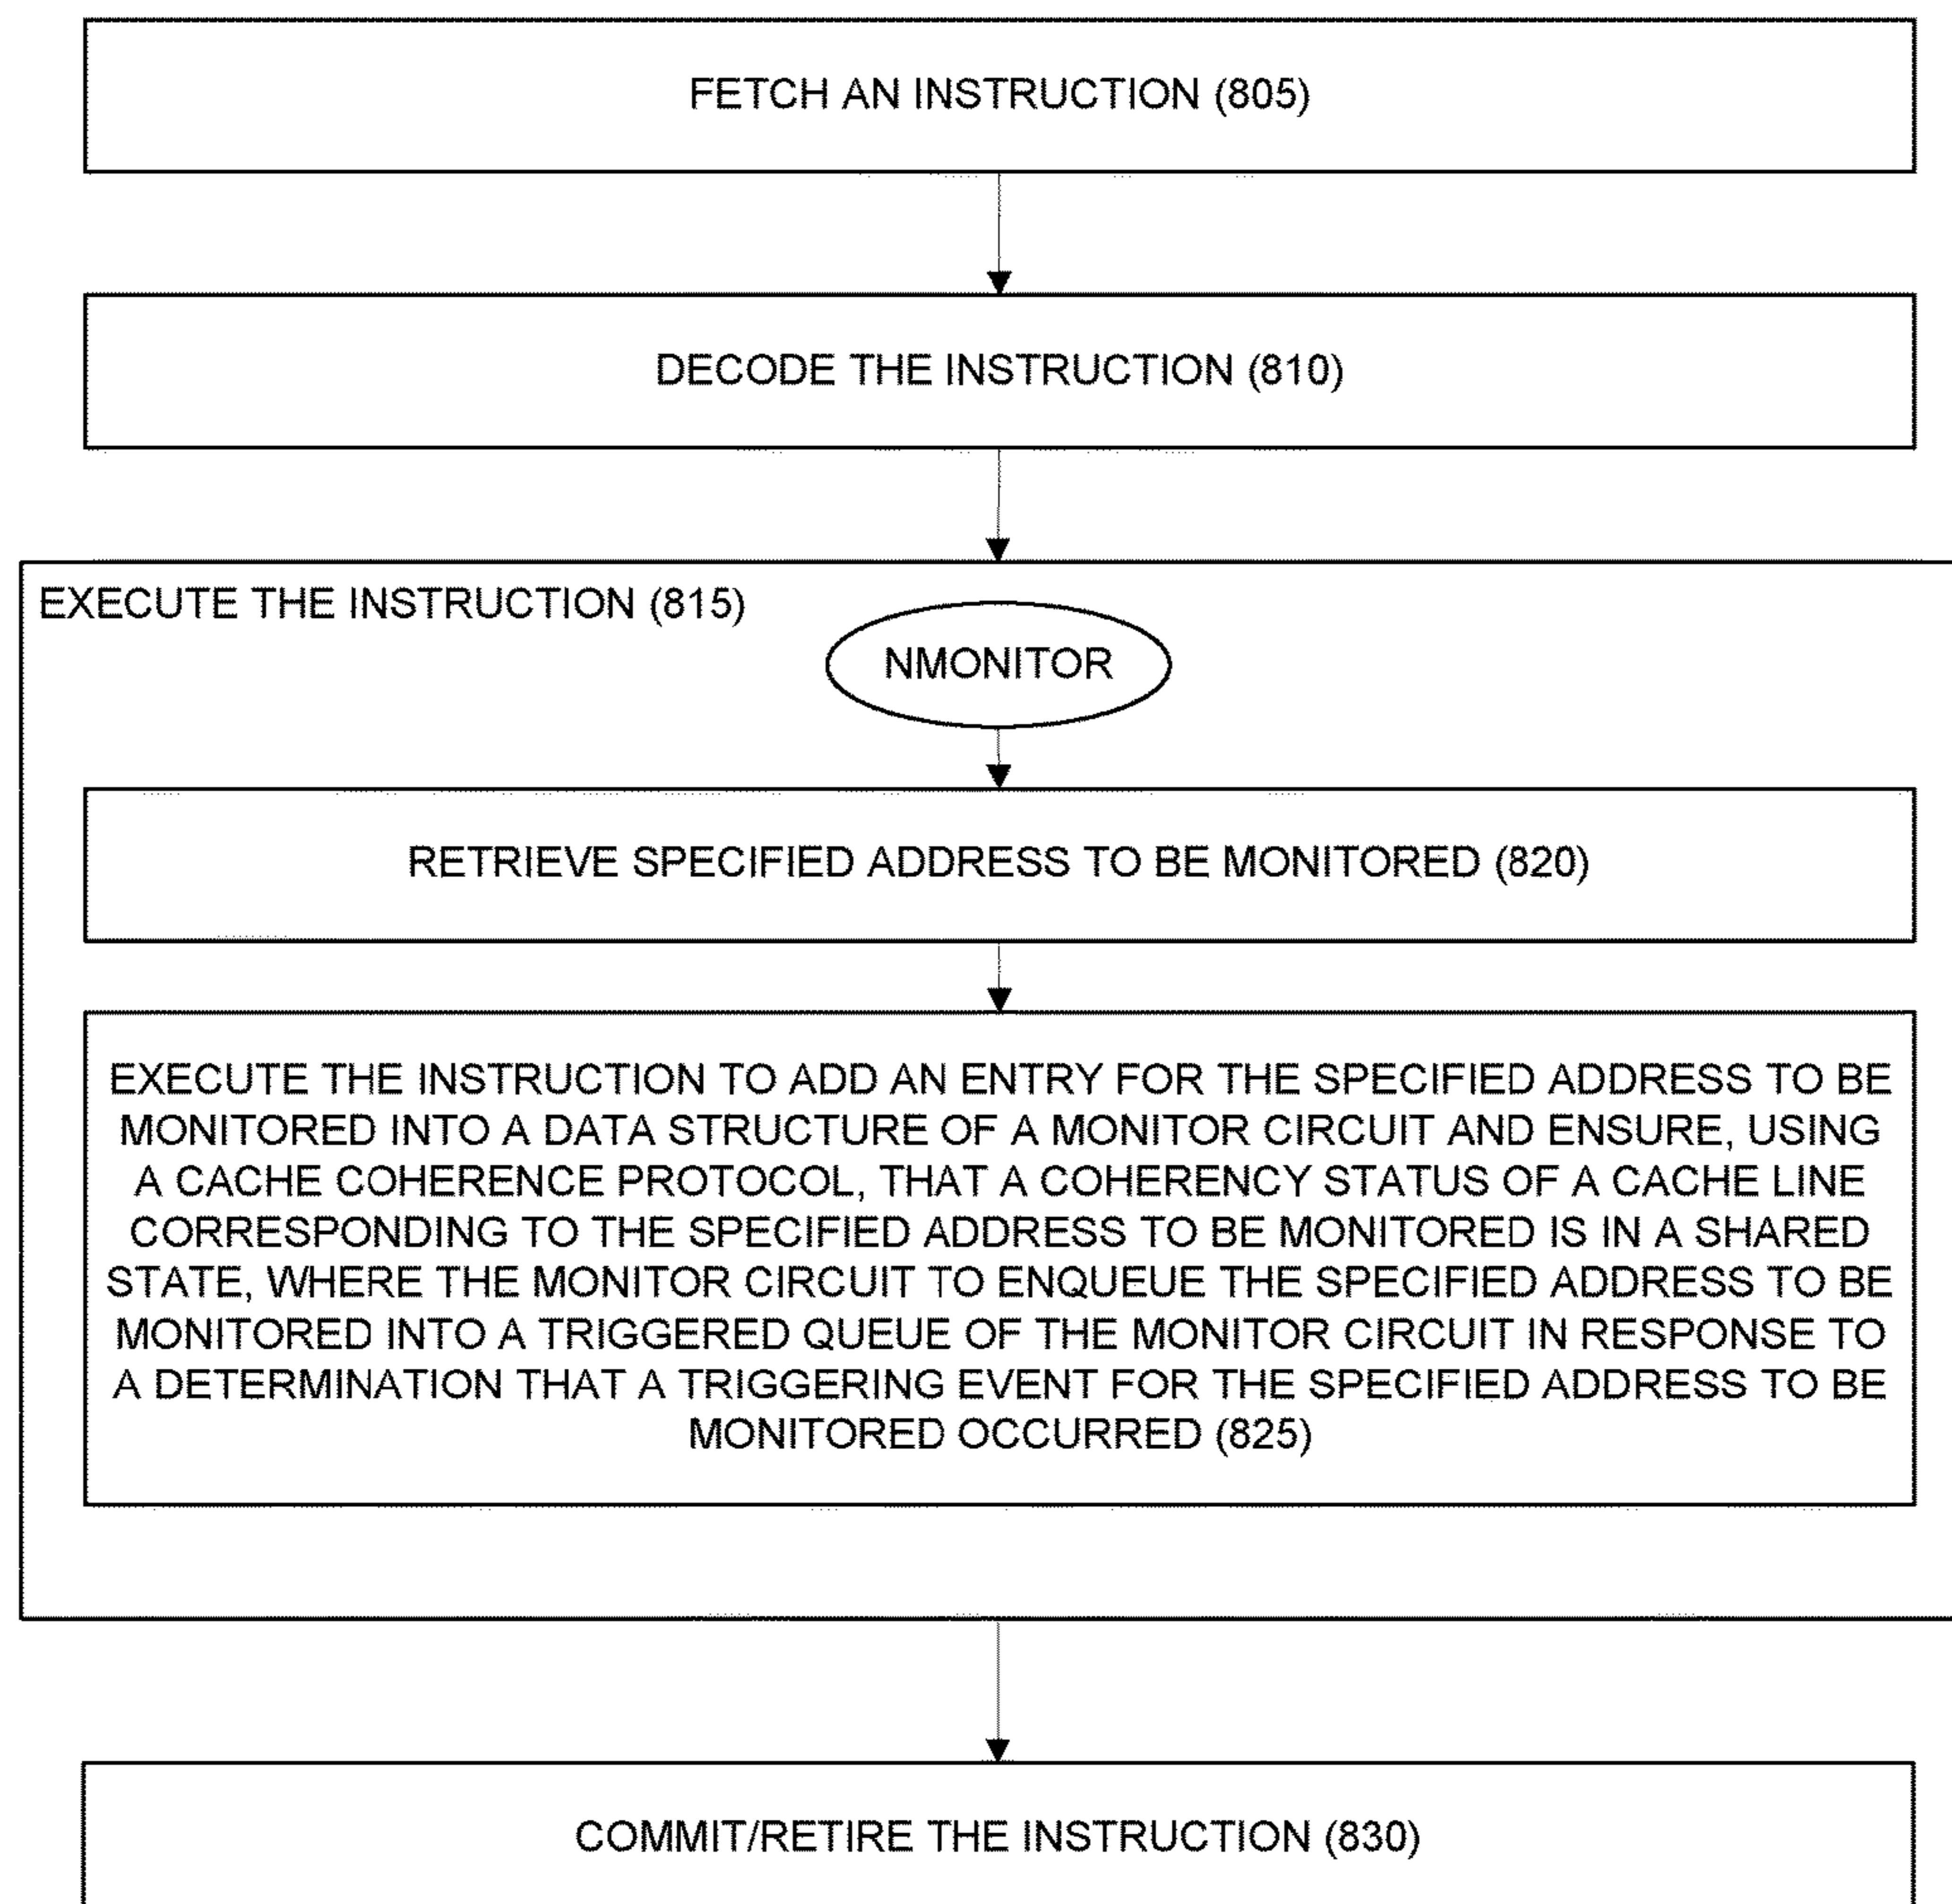 FETCH AN INSTRUCTION (805)
DECODE THE INSTRUCTION (810)
EXECUTE THE INSTRUCTION (815)
NMONITOR
RETRIEVE SPECIFIED ADDRESS TO BE MONITORED (820)
EXECUTE THE INSTRUCTION TO ADD AN ENTRY FOR THE SPECIFIED ADDRESS TO BE
MONITORED INTO A DATA STRUCTURE OF A MONITOR CIRCUIT AND ENSURE, USING
A CACHE COHERENCE PROTOCOL, THAT A COHERENCY STATUS OF A CACHE LINE
CORRESPONDING TO THE SPECIFIED ADDRESS TO BE MONITORED IS IN A SHARED
STATE, WHERE THE MONITOR CIRCUIT TO ENQUEUE THE SPECIFIED ADDRESS TO BE
MONITORED INTO A TRIGGERED QUEUE OF THE MONITOR CIRCUIT IN RESPONSE TO
A DETERMINATION THAT A TRIGGERING EVENT FOR THE SPECIFIED ADDRESS TO BE
MONITORED OCCURRED (825)
COMMIT/RETIRE THE INSTRUCTION (830)